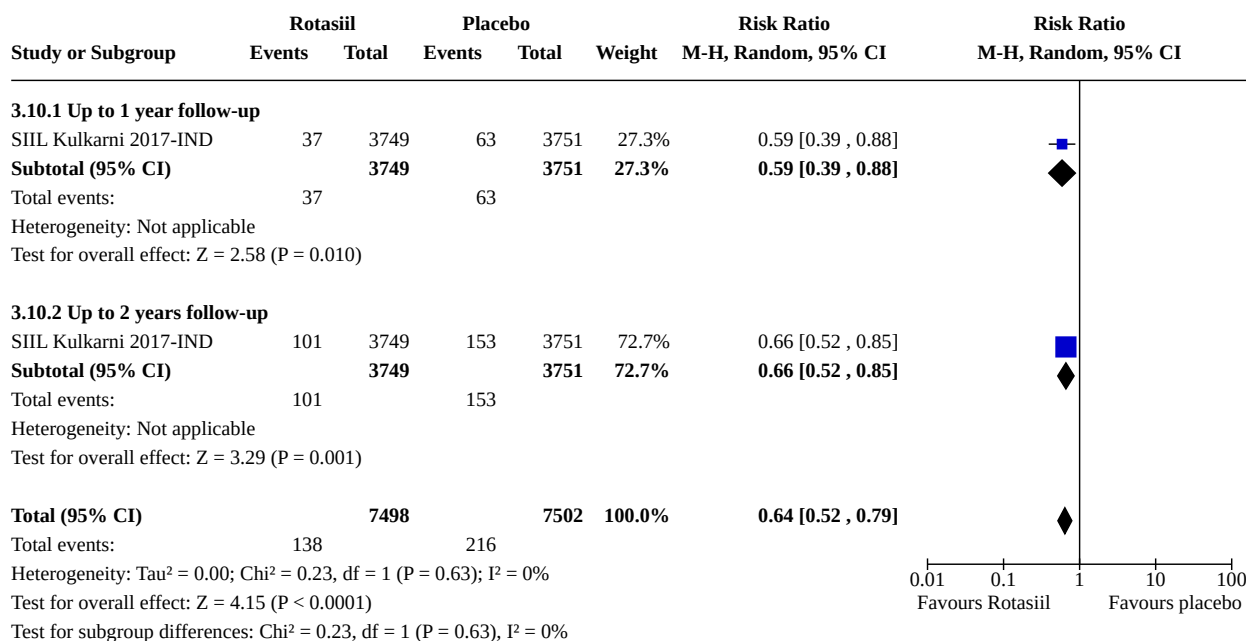 Rotasiil Placebo Risk Ratio Risk Ratio
Study or Subgroup Events Total Events Total Weight M-H, Random, 95% CI M-H, Random, 95% CI
3.10.1 Up to 1 year follow-up
SIIL Kulkarni 2017-IND 37 3749 63 3751 27.3% 0.59 [0.39 , 0.88]
Subtotal (95% CI) 3749 3751 27.3% 0.59 [0.39 , 0.88]
Total events: 37 63
Heterogeneity: Not applicable
Test for overall effect: Z = 2.58 (P = 0.010)
3.10.2 Up to 2 years follow-up
SIIL Kulkarni 2017-IND 101 3749 153 3751 72.7% 0.66 [0.52 , 0.85]
Subtotal (95% CI) 3749 3751 72.7% 0.66 [0.52 , 0.85]
Total events: 101 153
Heterogeneity: Not applicable
Test for overall effect: Z = 3.29 (P = 0.001)
Total (95% CI) 7498 7502 100.0% 0.64 [0.52 , 0.79]
Total events: 138 216
Heterogeneity: Tau² = 0.00; Chi² = 0.23, df = 1 (P = 0.63); I² = 0%
0.01 0.1 1 10 100
Test for overall effect: Z = 4.15 (P < 0.0001)
Favours Rotasiil Favours placebo
Test for subgroup differences: Chi² = 0.23, df = 1 (P = 0.63), I² = 0%